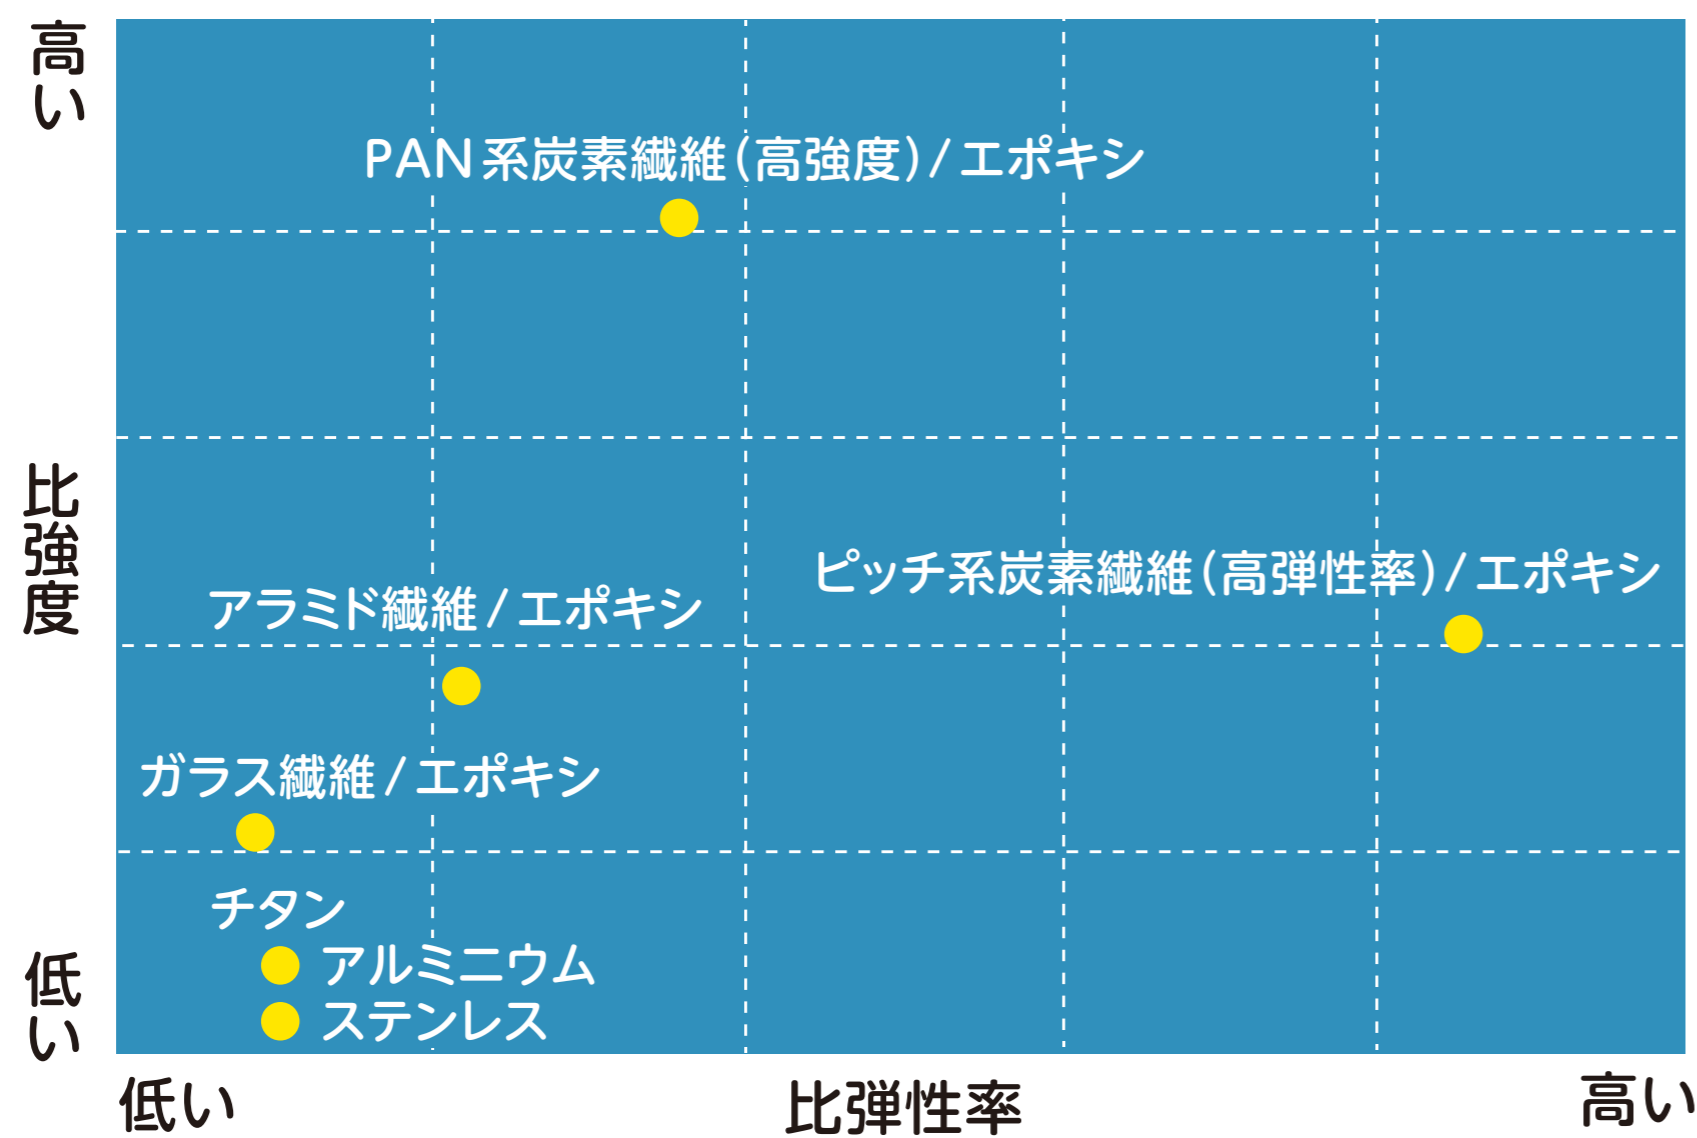 高い
PAN系炭素繊維(高強度)/エポキシ
比強度
ピッチ系炭素繊維(高弾性率)/エポキシ
アラミド繊維/エポキシ
ガラス繊維/エポキシ
チタン
アルミニウム
ステンレス
低い
低い
比弾性率
高い